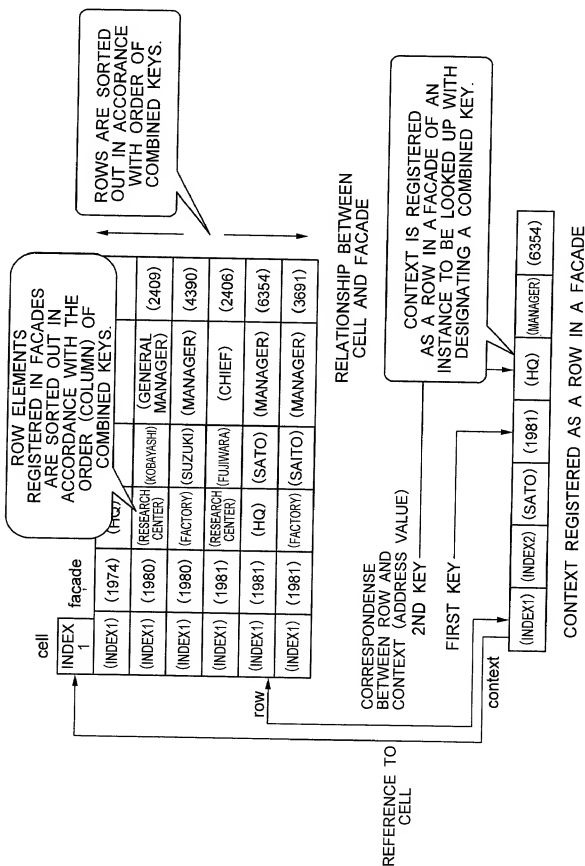 ROW ELEMENTS
REGISTERED IN FACADES
ARE SORTED OUT IN
ACCORDANCE WITH THE
ORDER (COLUMN) OF
COMBINED KEYS.
ROWS ARE SORTED
OUT IN ACCORANCE
WITH ORDER OF
COMBINED KEYS.
cell
façade
INDEX
1
(INDEX1) (1974) (HQ)
(INDEX1) (1980) (RESEARCH CENTER) (KOBAYASHI) (GENERAL MANAGER) (2409)
(INDEX1) (1980) (FACTORY) (SUZUKI) (MANAGER) (4390)
(INDEX1) (1981) (RESEARCH CENTER) (FUJIWARA) (CHIEF) (2406)
(INDEX1) (1981) (HQ) (SATO) (MANAGER) (6354)
(INDEX1) (1981) (FACTORY) (SAITO) (MANAGER) (3691)
row
RELATIONSHIP BETWEEN
CELL AND FACADE
CORRESPONDENSE
BETWEEN ROW AND
CONTEXT (ADDRESS VALUE)
2ND KEY
FIRST KEY
CONTEXT IS REGISTERED
AS A ROW IN A FACADE OF AN
INSTANCE TO BE LOOKED UP WITH
DESIGNATING A COMBINED KEY.
REFERENCE TO
CELL
context
(INDEX1) (INDEX2) (SATO) (1981) (HQ) (MANAGER) (6354)
CONTEXT REGISTERED AS A ROW IN A FACADE